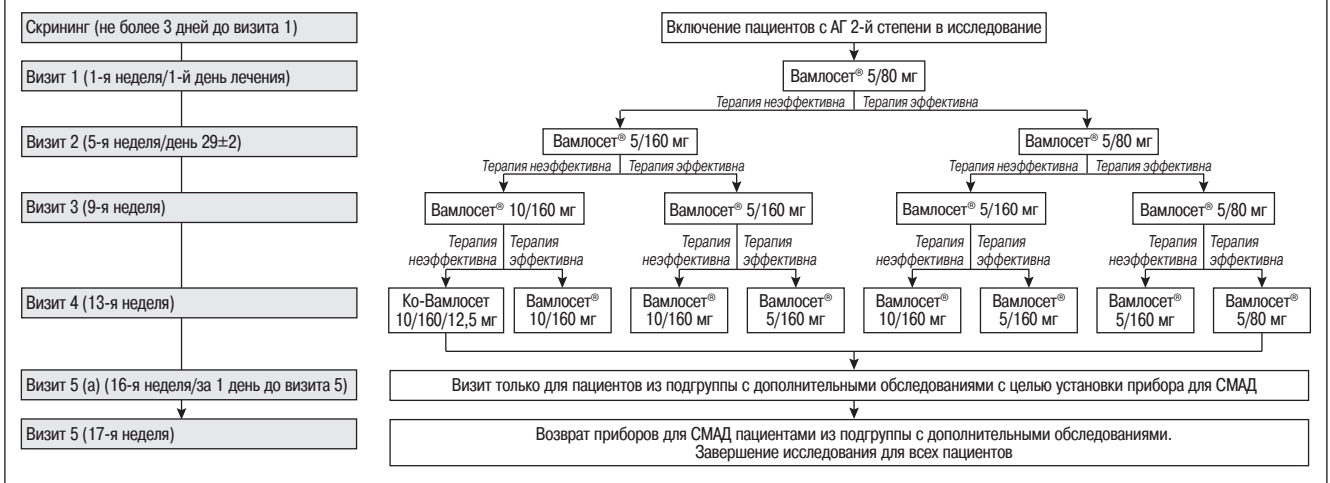 Скрининг (не более 3 дней до визита 1)
Включение пациентов с АГ 2-й степени в исследование
Визит 1 (1-я неделя/1-й день лечения)
Вамлосет® 5/80 мг
Терапия неэффективна
Терапия эффективна
Визит 2 (5-я неделя/день 29±2)
Вамлосет® 5/160 мг
Вамлосет® 5/80 мг
Терапия неэффективна
Терапия эффективна
Терапия неэффективна
Терапия эффективна
Визит 3 (9-я неделя)
Вамлосет® 10/160 мг
Вамлосет® 5/160 мг
Вамлосет® 5/160 мг
Вамлосет® 5/80 мг
Терапия
неэффективна
Терапия
эффективна
Терапия
неэффективна
Терапия
эффективна
Терапия
неэффективна
Терапия
эффективна
Терапия
неэффективна
Терапия
эффективна
Визит 4 (13-я неделя)
Ко-Вамлосет
10/160/12,5 мг
Вамлосет®
10/160 мг
Вамлосет®
10/160 мг
Вамлосет®
5/160 мг
Вамлосет®
10/160 мг
Вамлосет®
5/160 мг
Вамлосет®
5/160 мг
Вамлосет®
5/80 мг
Визит 5 (а) (16-я неделя/за 1 день до визита 5)
Визит только для пациентов из подгруппы с дополнительными обследованиями с целью установки прибора для СМАД
Визит 5 (17-я неделя)
Возврат приборов для СМАД пациентами из подгруппы с дополнительными обследованиями.
Завершение исследования для всех пациентов